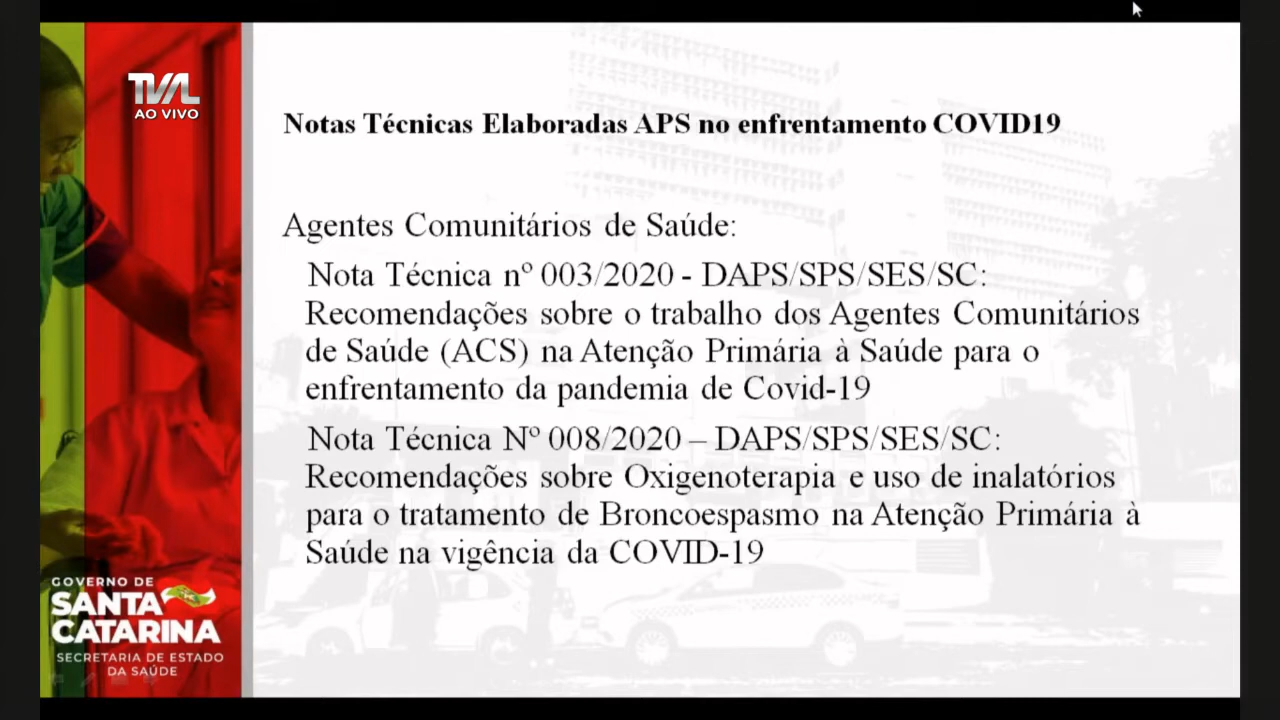 TVAL
AO VIVO
Notas Técnicas Elaboradas APS no enfrentamento COVID19
Agentes Comunitários de Saúde:
Nota Técnica nº 003/2020 - DAPS/SPS/SES/SC:
Recomendações sobre o trabalho dos Agentes Comunitários
de Saúde (ACS) na Atenção Primária à Saúde para o
enfrentamento da pandemia de Covid-19
Nota Técnica Nº 008/2020 – DAPS/SPS/SES/SC:
Recomendações sobre Oxigenoterapia e uso de inalatórios
para o tratamento de Broncoespasmo na Atenção Primária à
Saúde na vigência da COVID-19
GOVERNO DE
SANTA
CATARINA
SECRETARIA DE ESTADO
DA SAÚDE